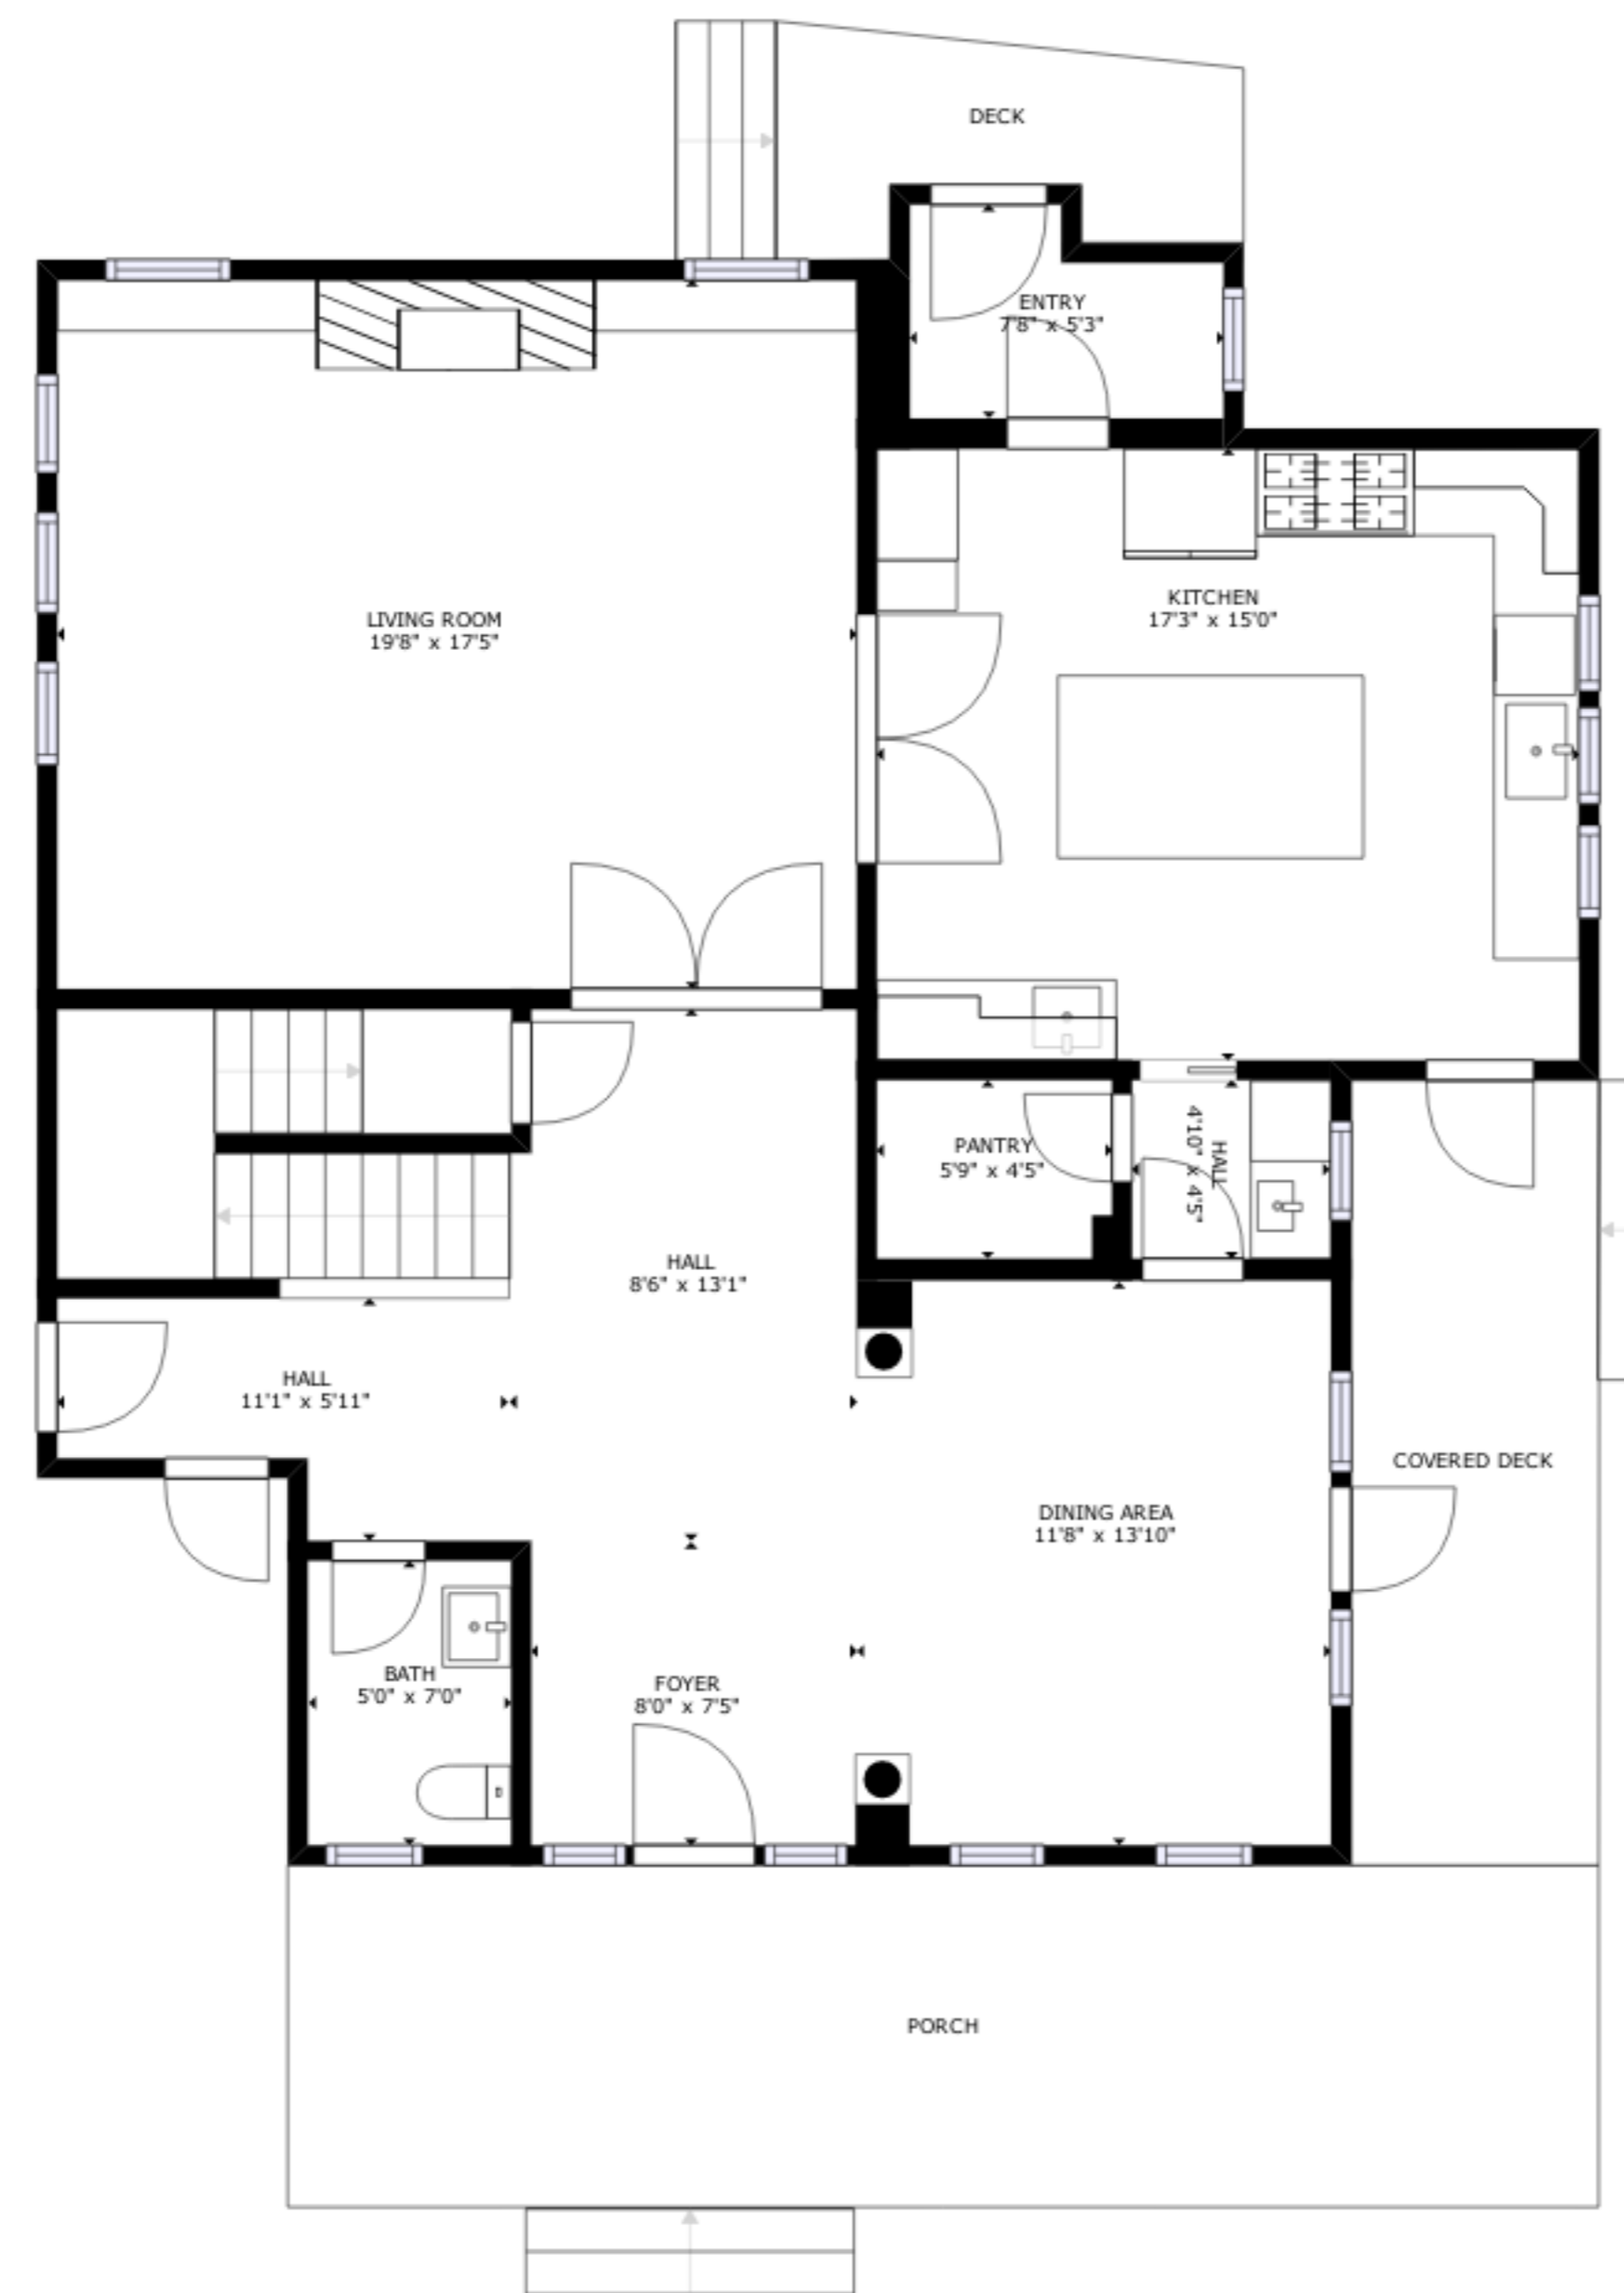 DECK
ENTRY
7'8" x 5'3"
LIVING ROOM
19'8" x 17'5"
KITCHEN
17'3" x 15'0"
PANTRY
5'9" x 4'5"
HALL
4'10" x 4'5"
HALL
8'6" x 13'1"
HALL
11'1" x 5'11"
COVERED DECK
DINING AREA
11'8" x 13'10"
BATH
5'0" x 7'0"
FOYER
8'0" x 7'5"
PORCH